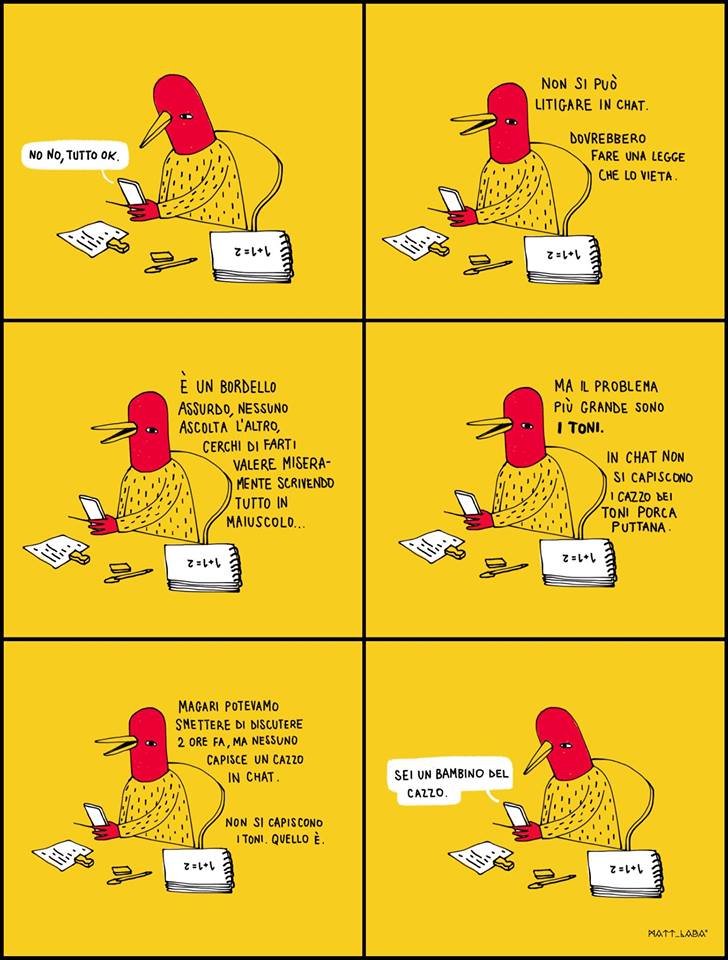 NO NO, TUTTO OK.
1+1=2
NON SI PUÒ
LITIGARE IN CHAT.
DOVREBBERO
FARE UNA LEGGE
CHE LO VIETA.
1+1=2
È UN BORDELLO
ASSURDO, NESSUNO
ASCOLTA L'ALTRO,
CERCHI DI FARTI
VALERE MISERA-
MENTE SCRIVENDO
TUTTO IN
MAIUSCOLO...
1+1=2
MA IL PROBLEMA
PIÙ GRANDE SONO
I TONI.
IN CHAT NON
SI CAPISCONO
I CAZZO DEI
TONI PORCA
PUTTANA.
1+1=2
MAGARI POTEVAMO
SMETTERE DI DISCUTERE
2 ORE FA, MA NESSUNO
CAPISCE UN CAZZO
IN CHAT.
NON SI CAPISCONO
I TONI. QUELLO È.
1+1=2
SEI UN BAMBINO DEL
CAZZO.
1+1=2
MATT_LABA°